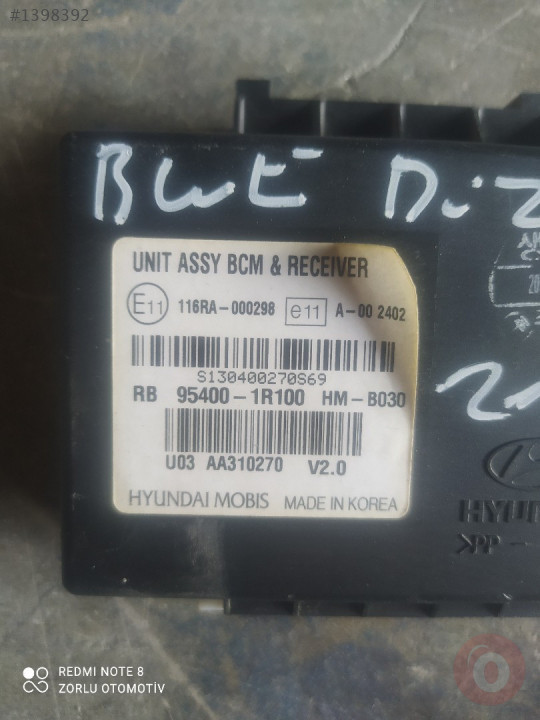 #1398392
BLUE DİZ
UNIT ASSY BCM & RECEIVER
E11 116RA-000298 e11 A-00 2402
S130400270S69
RB 95400-1R100 HM-B030
U03 AA310270 V2.0
HYUNDAI MOBIS MADE IN KOREA
REDMI NOTE 8
ZORLU OTOMOTİV